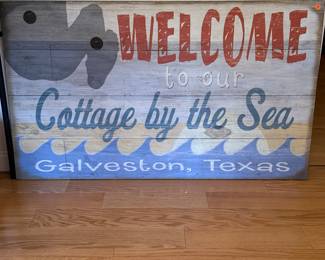 WELCOME
to our
Cottage by the Sea
Galveston, Texas